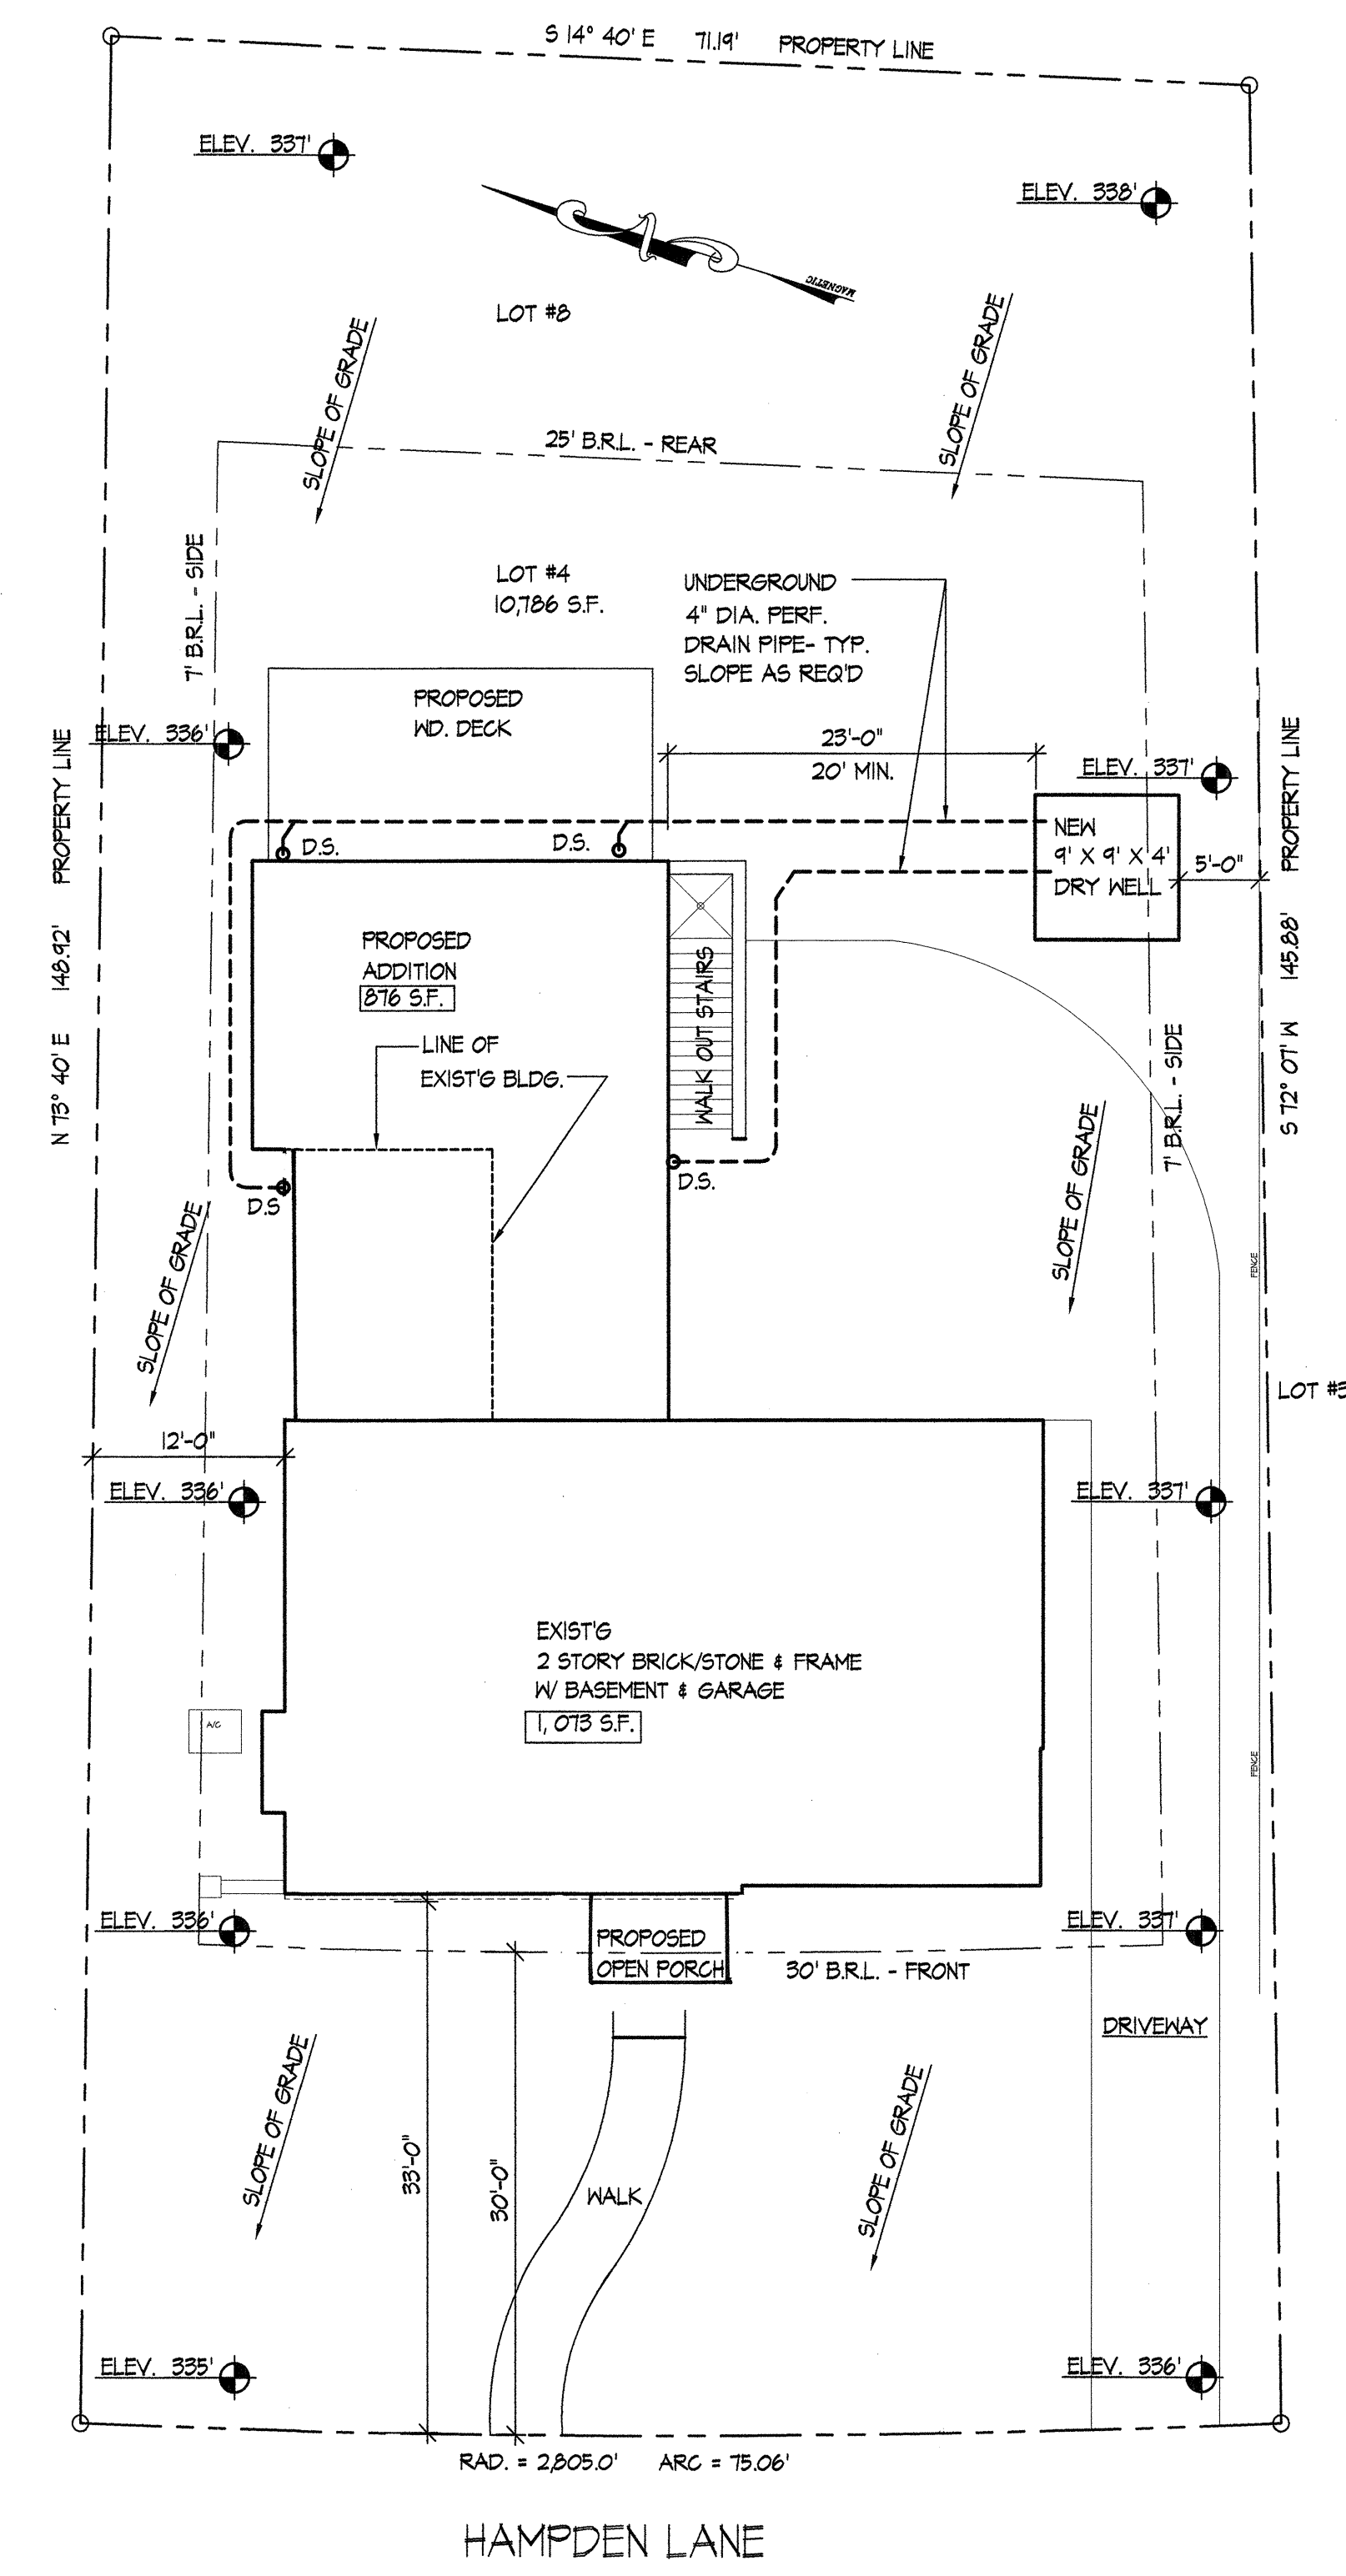 S 14° 40' E 71.19' PROPERTY LINE
ELEV. 337'
ELEV. 338'
MAGNETIC
LOT #8
SLOPE OF GRADE
SLOPE OF GRADE
25' B.R.L. - REAR
7' B.R.L. - SIDE
LOT #4
10,786 S.F.
UNDERGROUND
4" DIA. PERF.
DRAIN PIPE- TYP.
SLOPE AS REQ'D
PROPOSED
WD. DECK
ELEV. 336'
23'-0"
20' MIN.
ELEV. 337'
N 73° 40' E 148.92' PROPERTY LINE
S 72° 07' W 145.88' PROPERTY LINE
D.S.
D.S.
NEW
9' X 9' X 4'
DRY WELL
5'-0"
PROPOSED
ADDITION
876 S.F.
WALK OUT STAIRS
LINE OF
EXIST'G BLDG.
7' B.R.L. - SIDE
SLOPE OF GRADE
D.S.
D.S
SLOPE OF GRADE
FENCE
LOT #
12'-0"
ELEV. 336'
ELEV. 337'
EXIST'G
2 STORY BRICK/STONE & FRAME
W/ BASEMENT & GARAGE
1, 073 S.F.
A/C
FENCE
ELEV. 336'
ELEV. 337'
PROPOSED
OPEN PORCH
30' B.R.L. - FRONT
DRIVEWAY
SLOPE OF GRADE
33'-0"
30'-0"
WALK
SLOPE OF GRADE
ELEV. 335'
ELEV. 336'
RAD. = 2,805.0' ARC = 75.06'
HAMPDEN LANE